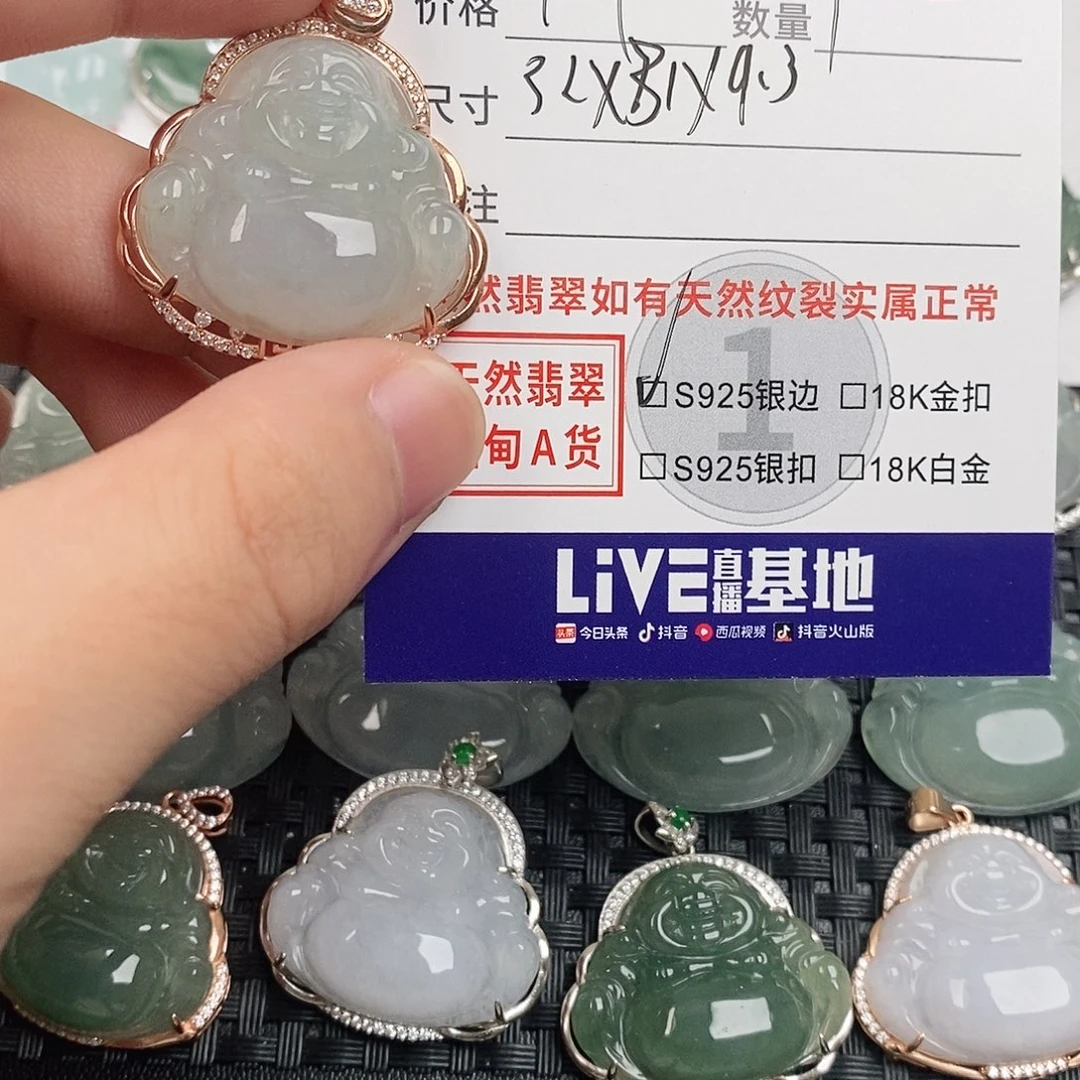 价格
数量
尺寸 32X31X9.3
注
然翡翠如有天然纹裂实属正常
天然翡翠
甸A货
S925银边 18K金扣
S925银扣 18K白金
1
LiVE直播基地
头条 今日头条 抖音 西瓜视频 抖音火山版